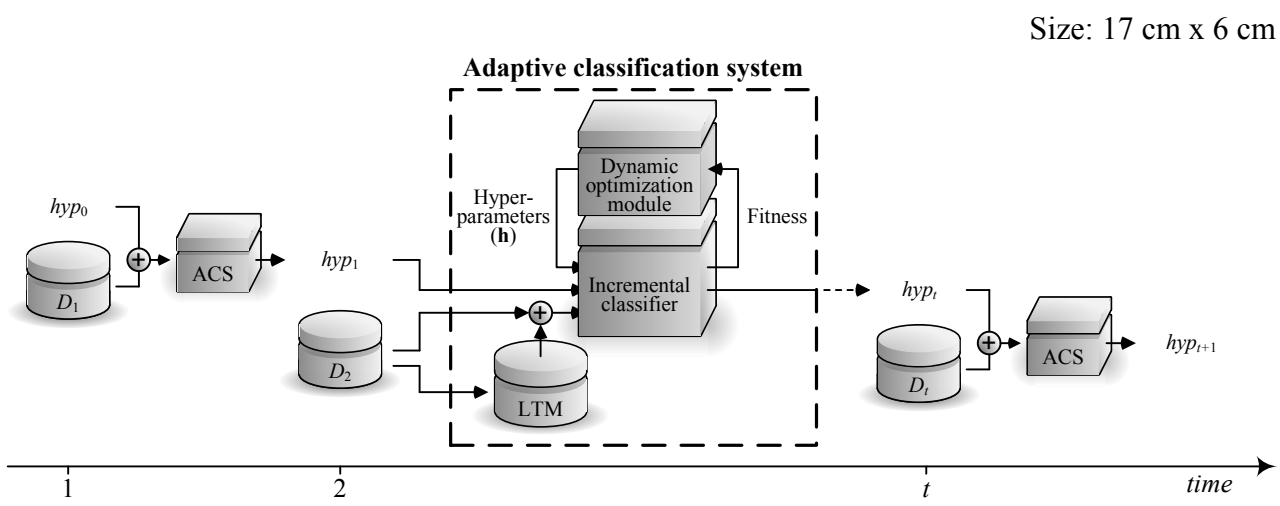 Size: 17 cm x 6 cm
Adaptive classification system
Dynamic
optimization
module
Hyper-
parameters
(h)
Fitness
hyp₀
D₁
+
ACS
hyp₁
D₂
Incremental
classifier
+
LTM
hypₜ
Dₜ
+
ACS
hypₜ₊₁
1
2
t
time